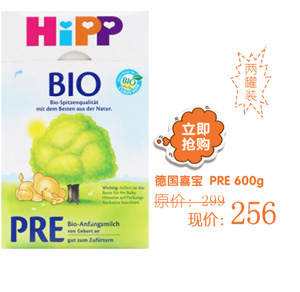 HiPP
BIO
Bio-Spitzenqualität
mit dem Besten aus der Natur.
BIO
两罐装
立即
抢购
德国喜宝 PRE 600g
原价：299
现价：256
PRE
Bio-Anfangsmilch
von Geburt an
gut zum Zufüttern